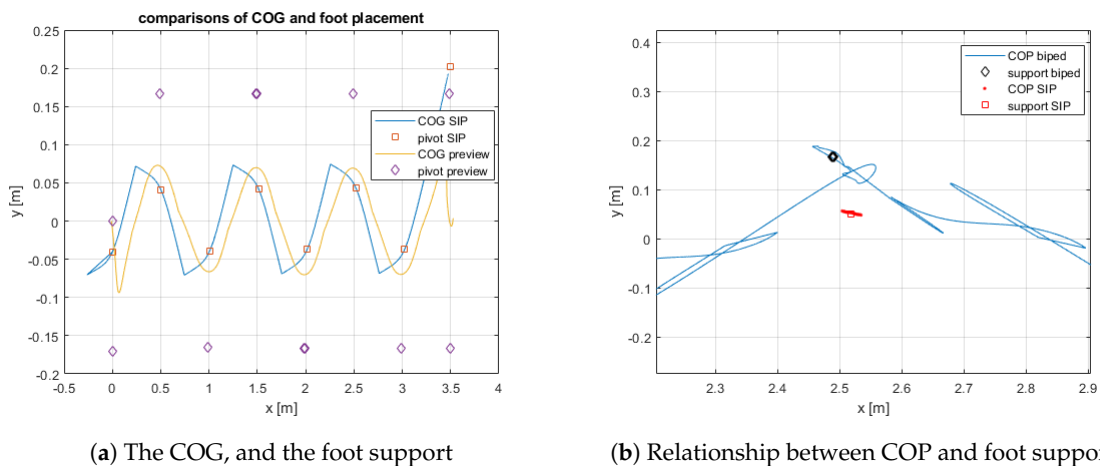 comparisons of COG and foot placement
0.25
0.2
0.15
0.1
0.05
0
-0.05
-0.1
-0.15
-0.2
y [m]
COG SIP
pivot SIP
COG preview
pivot preview
-0.5 0 0.5 1 1.5 2 2.5 3 3.5 4
x [m]
(a) The COG, and the foot support
0.4
0.3
0.2
0.1
0
-0.1
-0.2
y [m]
COP biped
support biped
COP SIP
support SIP
2.3 2.4 2.5 2.6 2.7 2.8 2.9
x [m]
(b) Relationship between COP and foot suppor